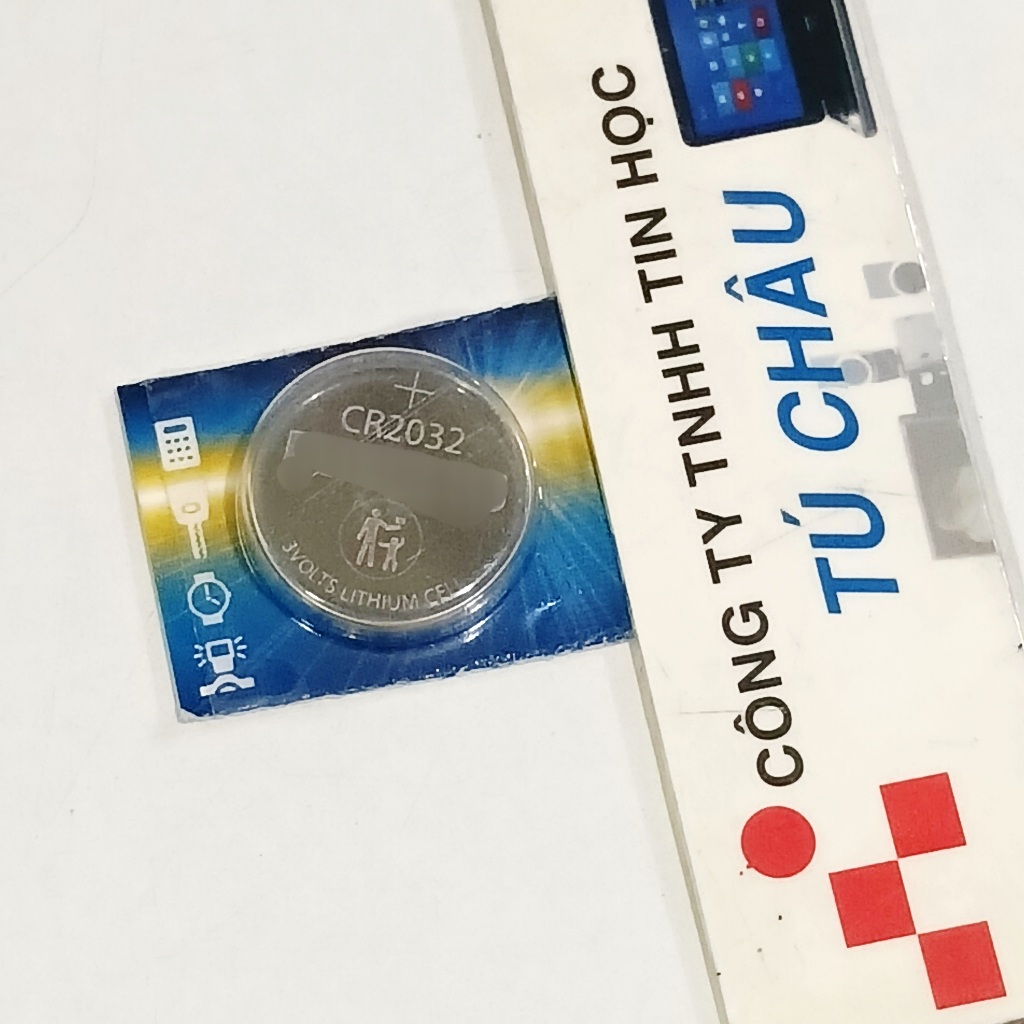 +
CR2032
3VOLTS LITHIUM CELL
CÔNG TY TNHH TIN HỌC
TÚ CHÂU